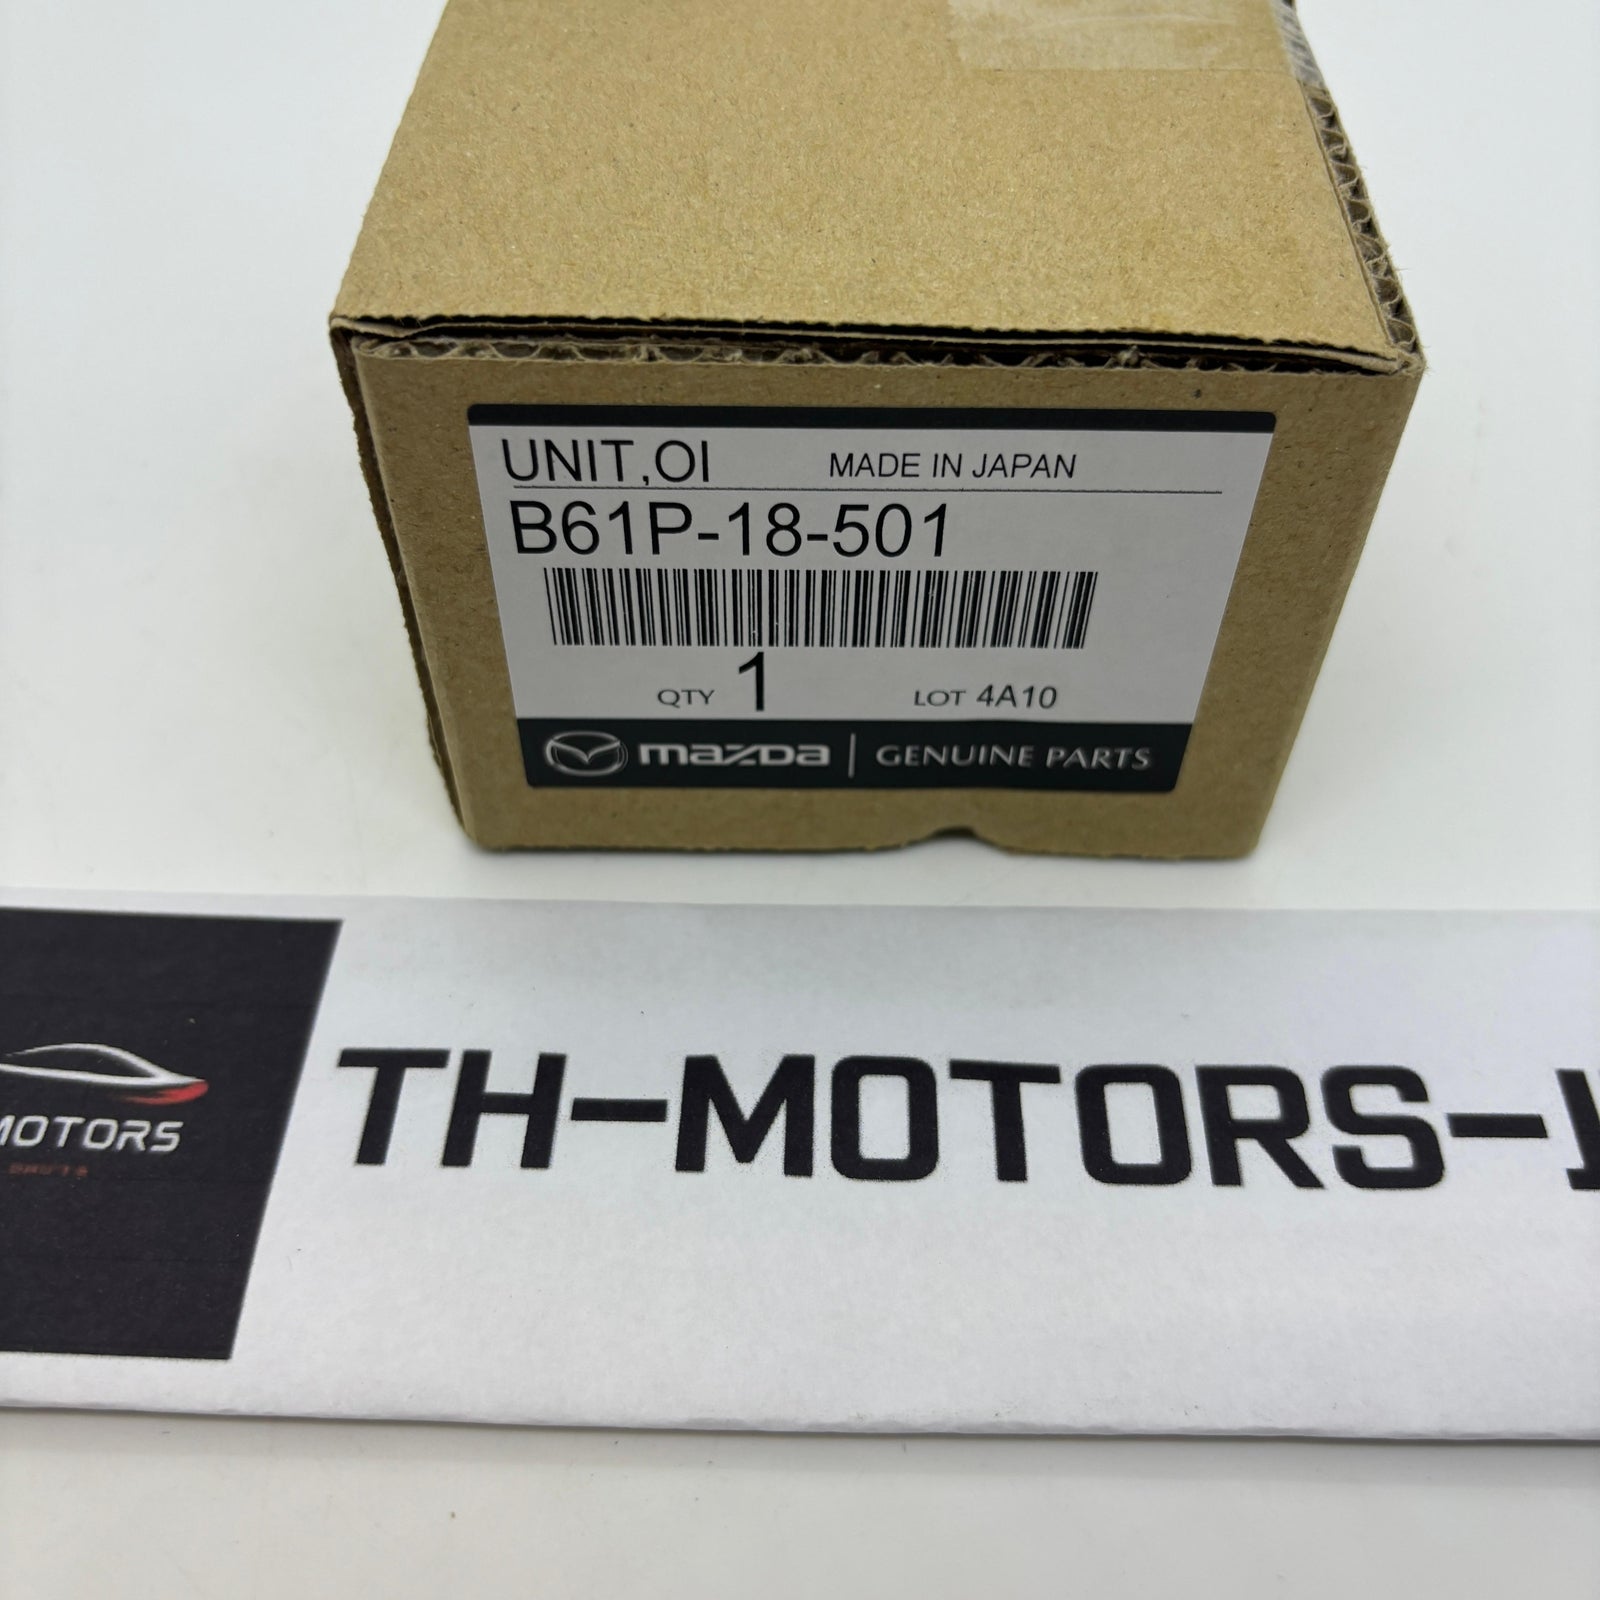 UNIT,OI MADE IN JAPAN
B61P-18-501
QTY 1 LOT 4A10
mazda | GENUINE PARTS
TH-MOTORS-
MOTORS